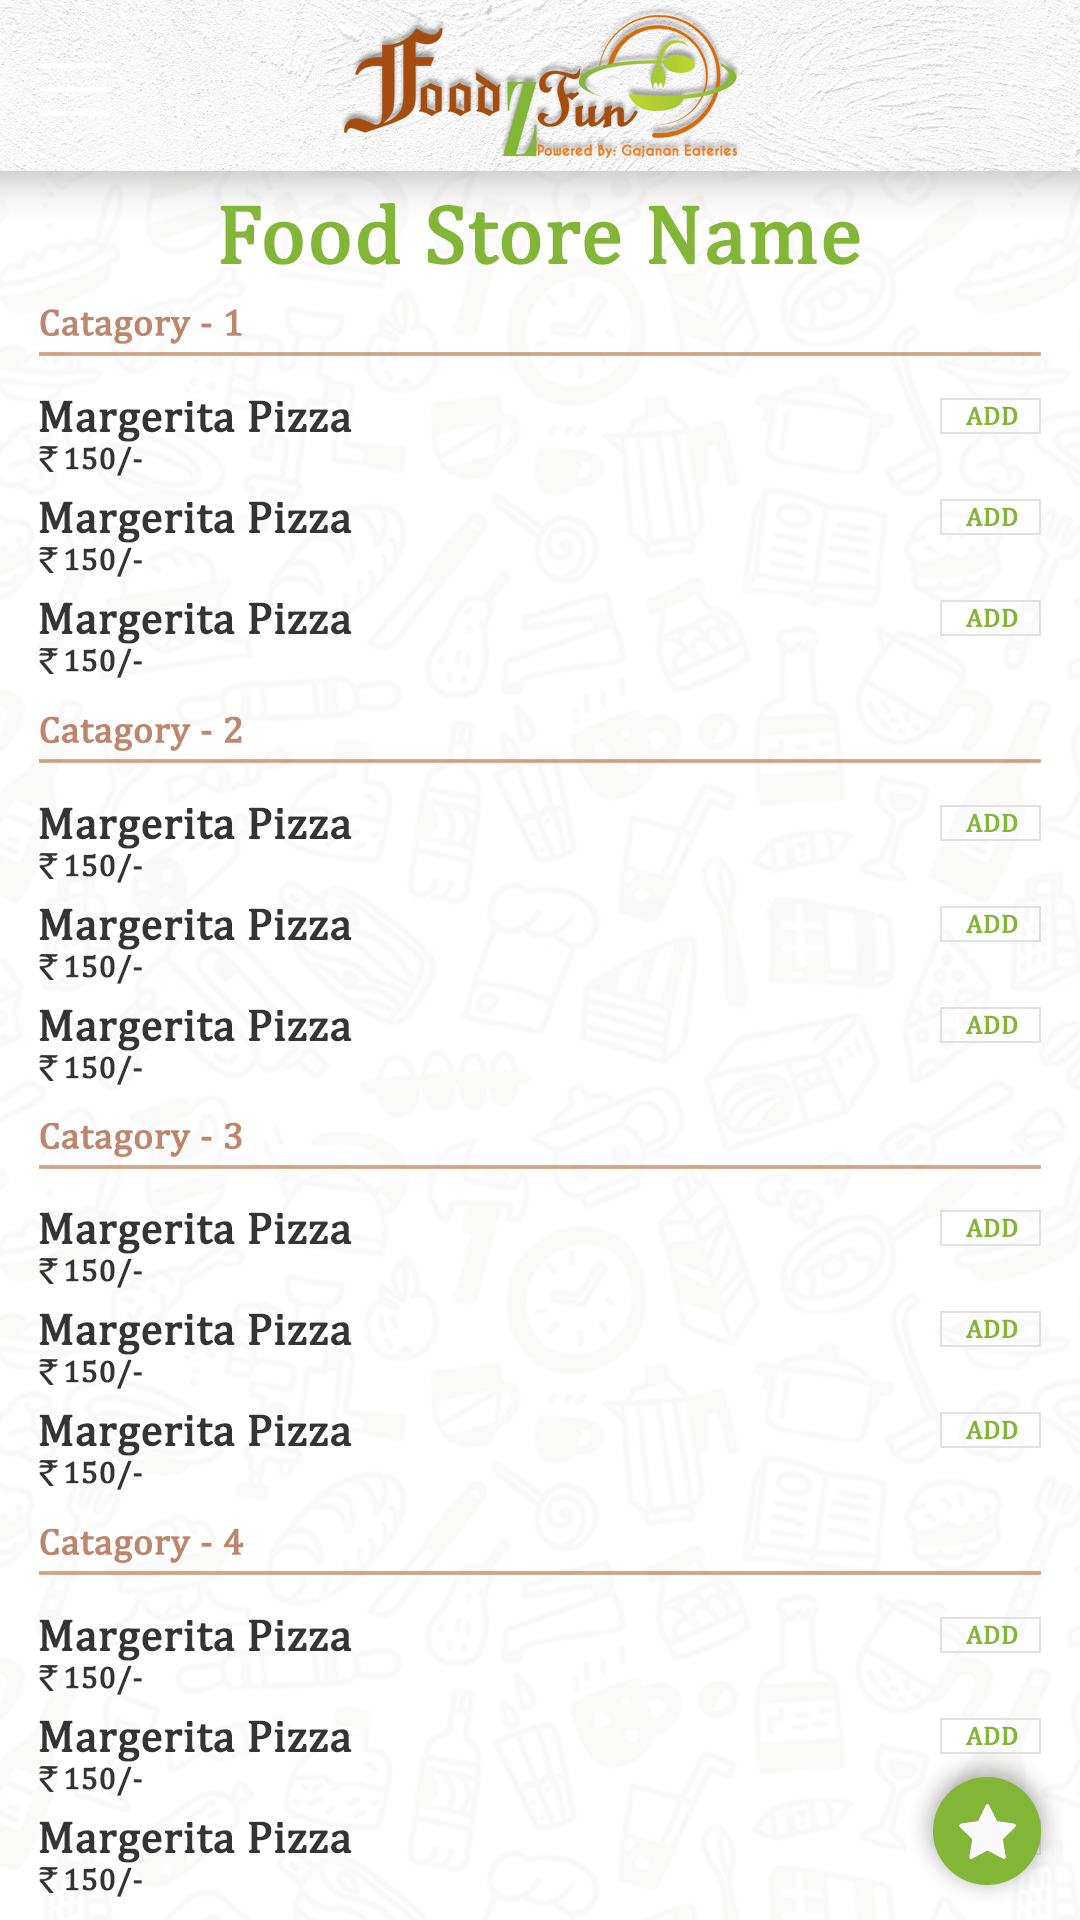 Food Z Fun
Powered By: Gajanan Eateries
Food Store Name
Catagory - 1
Margerita Pizza ADD
₹ 150/-
Margerita Pizza ADD
₹ 150/-
Margerita Pizza ADD
₹ 150/-
Catagory - 2
Margerita Pizza ADD
₹ 150/-
Margerita Pizza ADD
₹ 150/-
Margerita Pizza ADD
₹ 150/-
Catagory - 3
Margerita Pizza ADD
₹ 150/-
Margerita Pizza ADD
₹ 150/-
Margerita Pizza ADD
₹ 150/-
Catagory - 4
Margerita Pizza ADD
₹ 150/-
Margerita Pizza ADD
₹ 150/-
Margerita Pizza
₹ 150/-